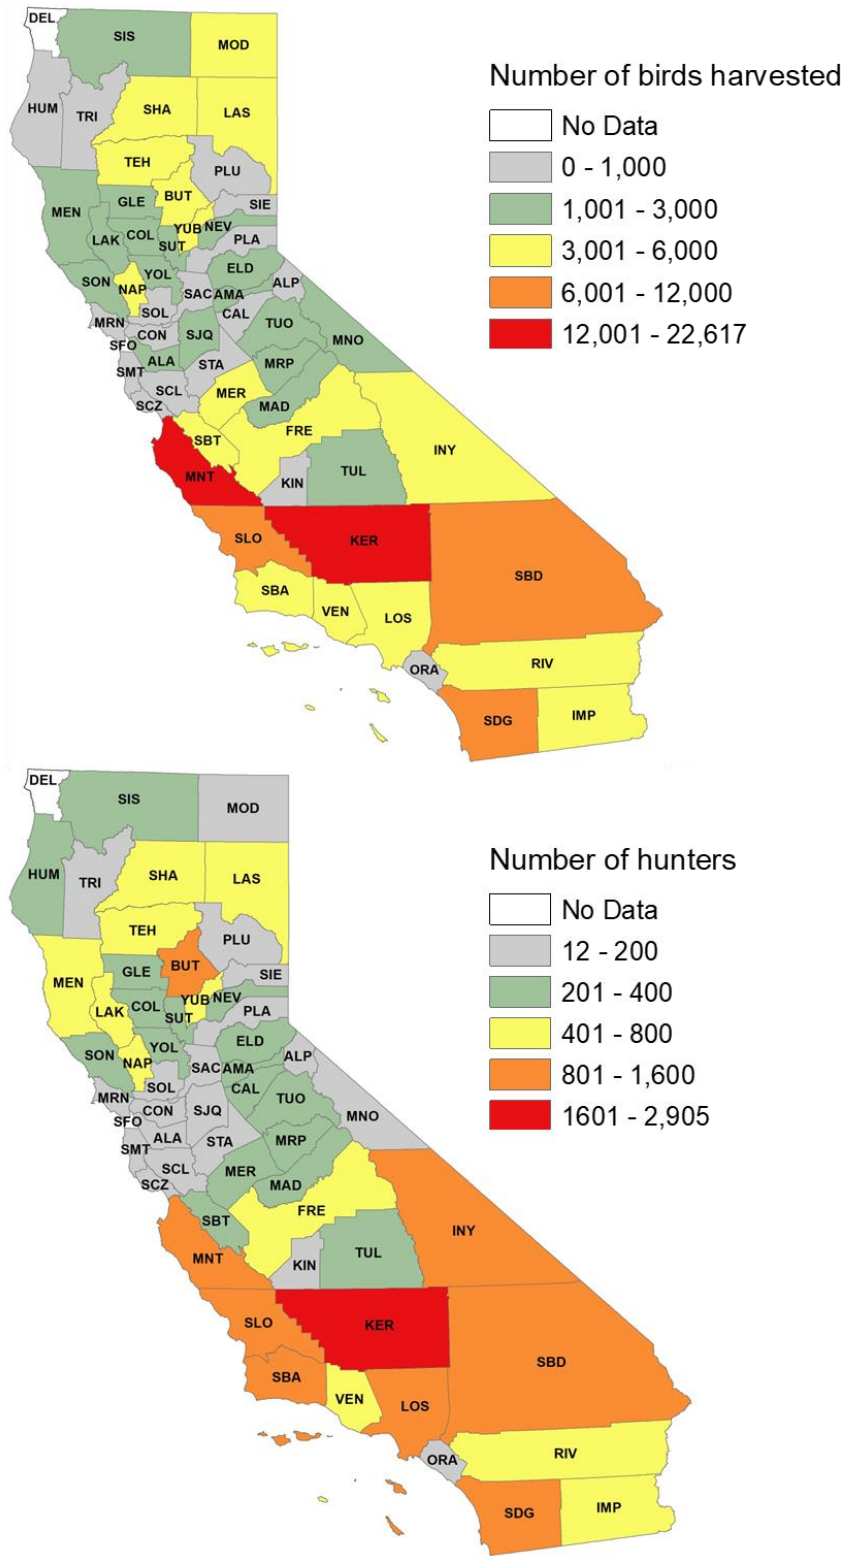 DEL
SIS
MOD
HUM
TRI
SHA
LAS
TEH
PLU
BUT
GLE
SIE
MEN
YUB NEV
LAK COL
SUT
PLA
YOL
ELD
SON
NAP
SAC AMA
ALP
SOL
CAL
MRN
TUO
CON
SJQ
MNO
SFO
ALA
STA
MRP
SMT
SCL
MER
SCZ
MAD
SBT
FRE
INY
MNT
KIN
TUL
SLO
KER
SBD
SBA
VEN
LOS
ORA
RIV
SDG
IMP
Number of birds harvested
No Data
0 - 1,000
1,001 - 3,000
3,001 - 6,000
6,001 - 12,000
12,001 - 22,617
DEL
SIS
MOD
HUM
TRI
SHA
LAS
TEH
PLU
BUT
GLE
SIE
MEN
YUB NEV
LAK
COL
SUT
PLA
YOL
ELD
SON
NAP
SAC AMA
ALP
SOL
CAL
MRN
TUO
CON
SJQ
MNO
SFO
ALA
STA
MRP
SMT
SCL
MER
SCZ
MAD
SBT
FRE
INY
MNT
KIN
TUL
SLO
KER
SBD
SBA
VEN
LOS
ORA
RIV
SDG
IMP
Number of hunters
No Data
12 - 200
201 - 400
401 - 800
801 - 1,600
1601 - 2,905